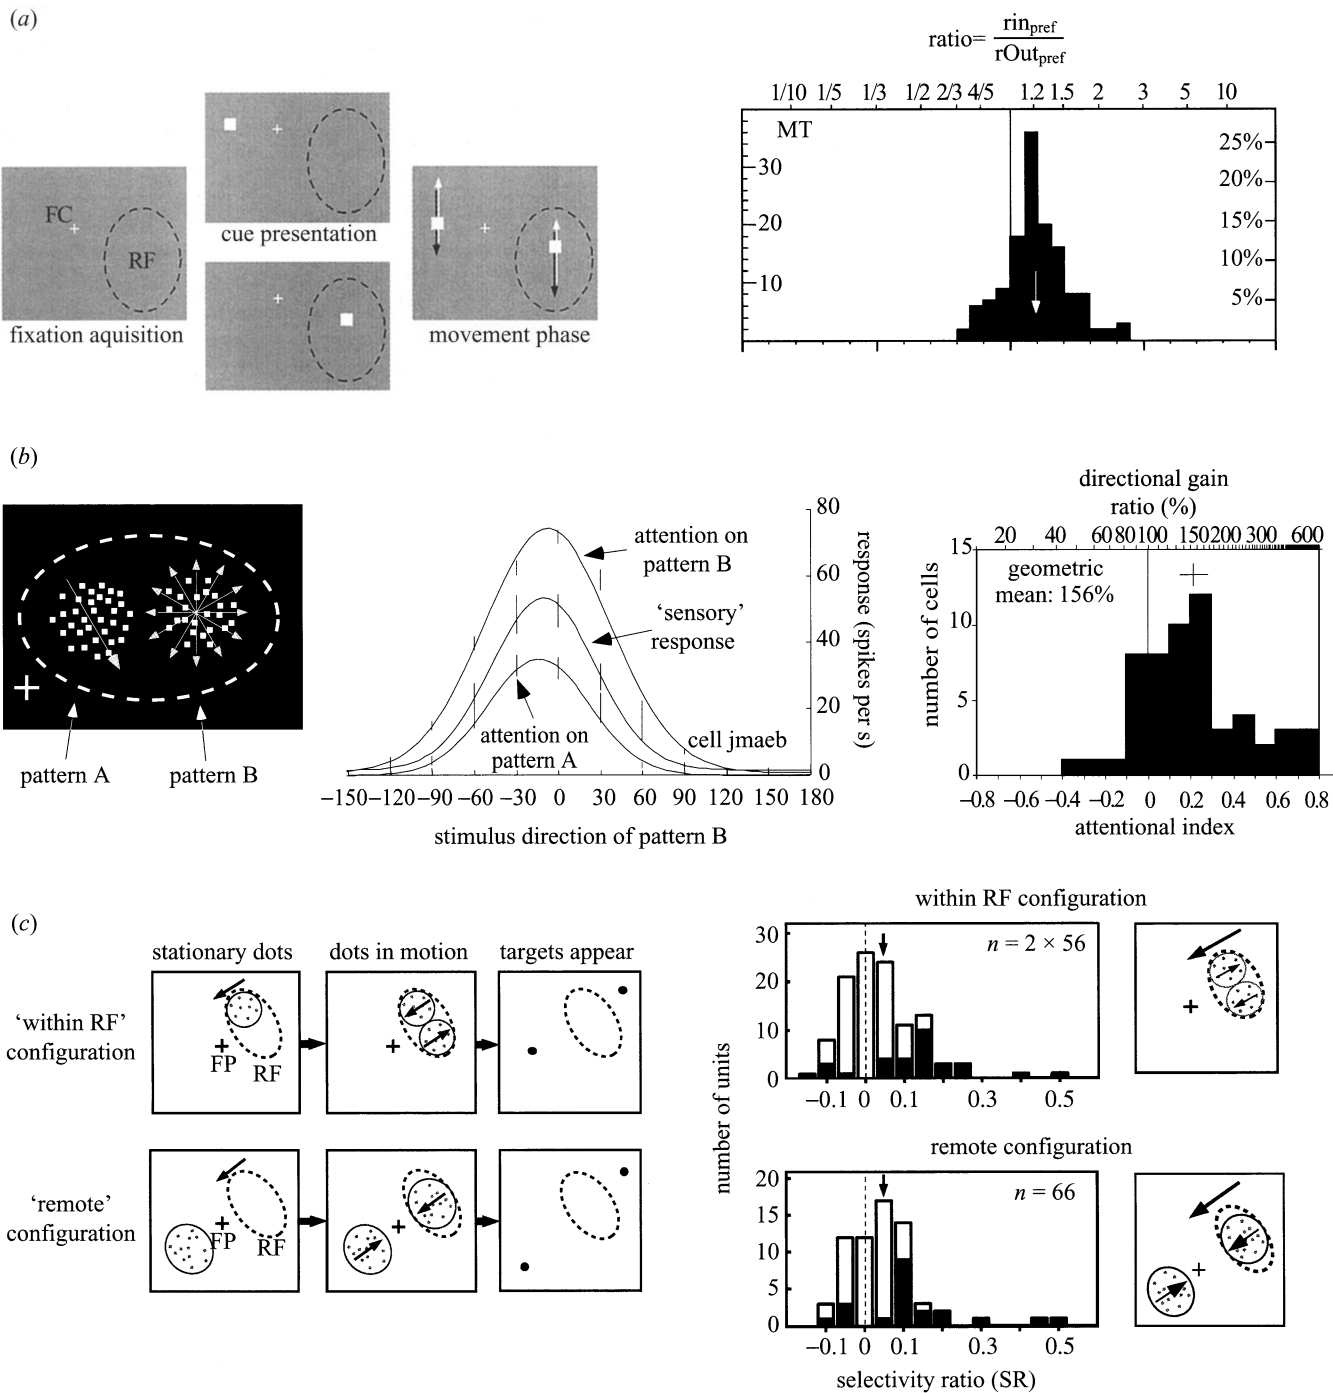 (a)
FC
RF
fixation aquisition
cue presentation
movement phase
ratio= rin_pref / rOut_pref
1/10 1/5 1/3 1/2 2/3 4/5 1.2 1.5 2 3 5 10
MT
30
20
10
25%
20%
15%
10%
5%
(b)
pattern A
pattern B
attention on
pattern B
'sensory'
response
attention on
pattern A
cell jmaeb
80
60
40
20
0
response (spikes per s)
−150 −120 −90 −60 −30 0 30 60 90 120 150 180
stimulus direction of pattern B
directional gain
ratio (%)
20 40 60 80 100 150 200 300 600
geometric
mean: 156%
15
10
5
0
number of cells
−0.8 −0.6 −0.4 −0.2 0 0.2 0.4 0.6 0.8
attentional index
(c)
stationary dots
dots in motion
targets appear
'within RF'
configuration
FP
RF
'remote'
configuration
FP
RF
within RF configuration
n = 2 × 56
30
20
10
0
−0.1 0 0.1 0.3 0.5
number of units
remote configuration
n = 66
20
15
10
5
0
−0.1 0 0.1 0.3 0.5
selectivity ratio (SR)